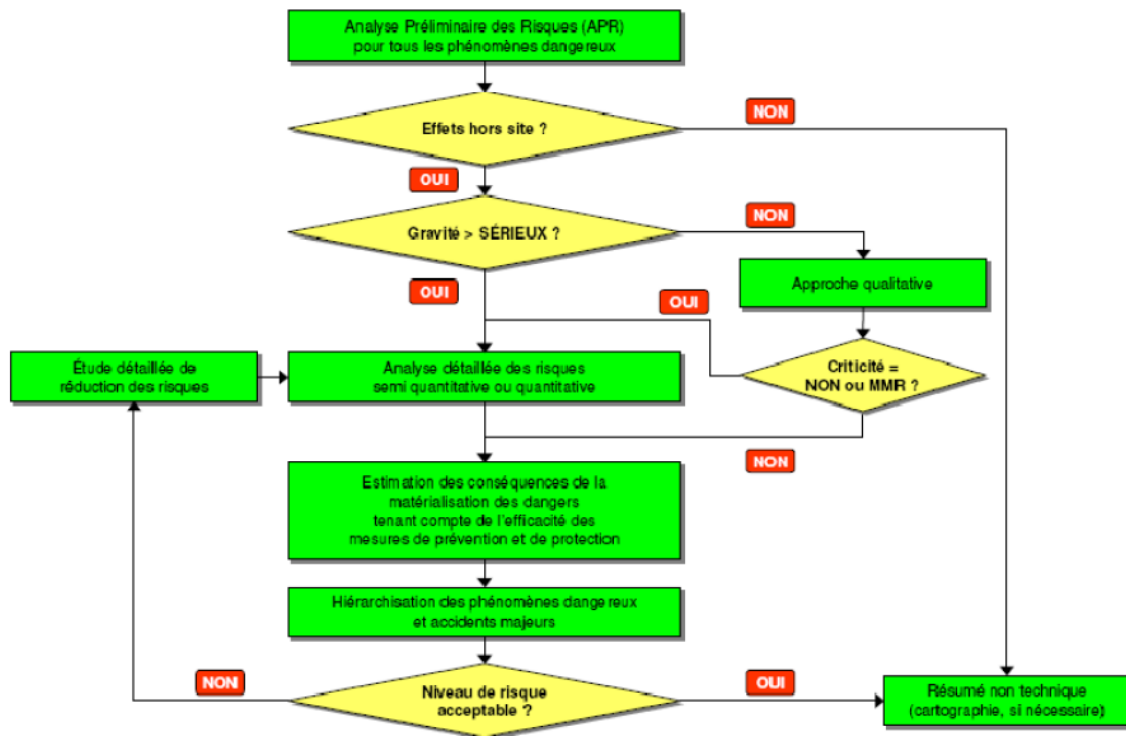 Analyse Préliminaire des Risques (APR)
pour tous les phénomènes dangereux
Effets hors site ?
NON
OUI
Gravité > SÉRIEUX ?
NON
OUI
Approche qualitative
OUI
Étude détaillée de
réduction des risques
Analyse détaillée des risques
semi quantitative ou quantitative
Criticité =
NON ou MMR ?
NON
Estimation des conséquences de la
matérialisation des dangers
tenant compte de l'efficacité des
mesures de prévention et de protection
Hiérarchisation des phénomènes dangereux
et accidents majeurs
NON
Niveau de risque
acceptable ?
OUI
Résumé non technique
(cartographie, si nécessaire)